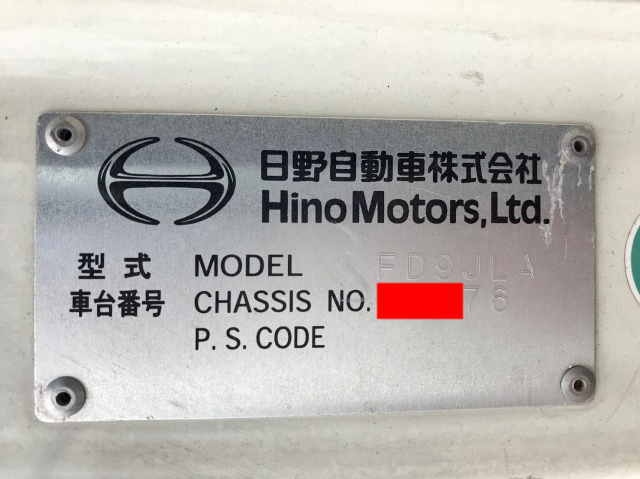 日野自動車株式会社
Hino Motors, Ltd.
型式 MODEL FD9JLA
車台番号 CHASSIS NO. 76
P. S. CODE